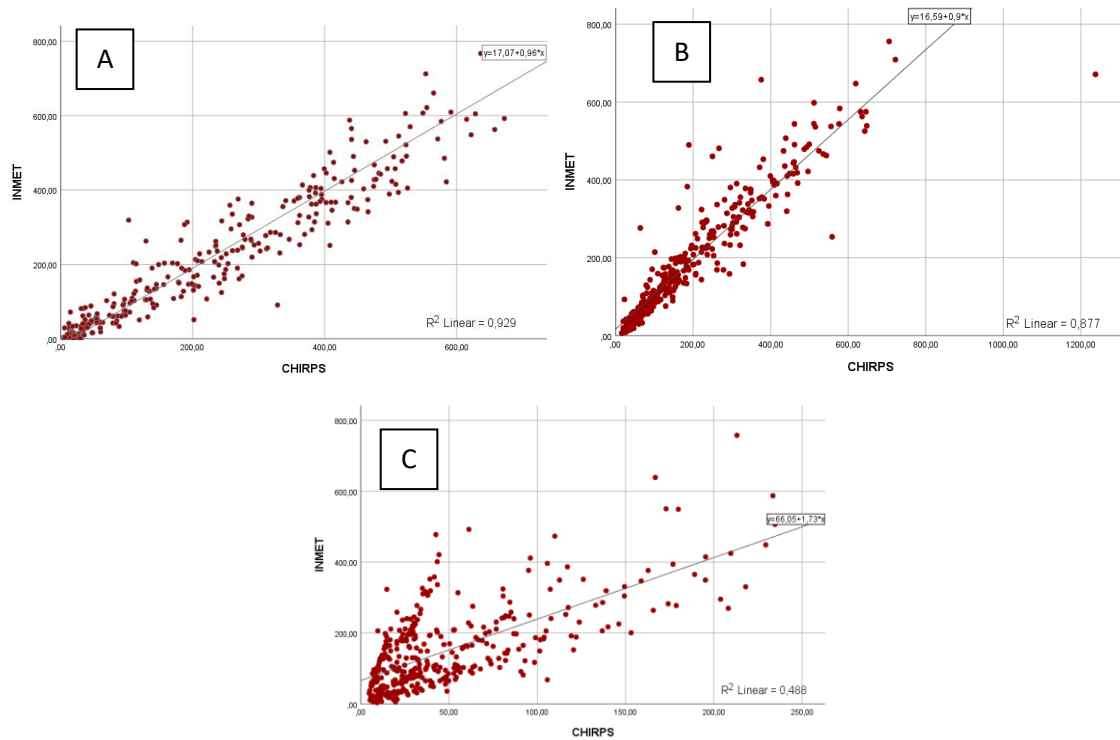 A
800,00
600,00
400,00
200,00
,00
INMET
y=17,07+0,96*x
R² Linear = 0,929
,00 200,00 400,00 600,00
CHIRPS
B
800,00
600,00
400,00
200,00
,00
INMET
y=16,59+0,9*x
R² Linear = 0,877
,00 200,00 400,00 600,00 800,00 1000,00 1200,00
CHIRPS
C
800,00
600,00
400,00
200,00
,00
INMET
y=66,05+1,73*x
R² Linear = 0,488
,00 50,00 100,00 150,00 200,00 250,00
CHIRPS